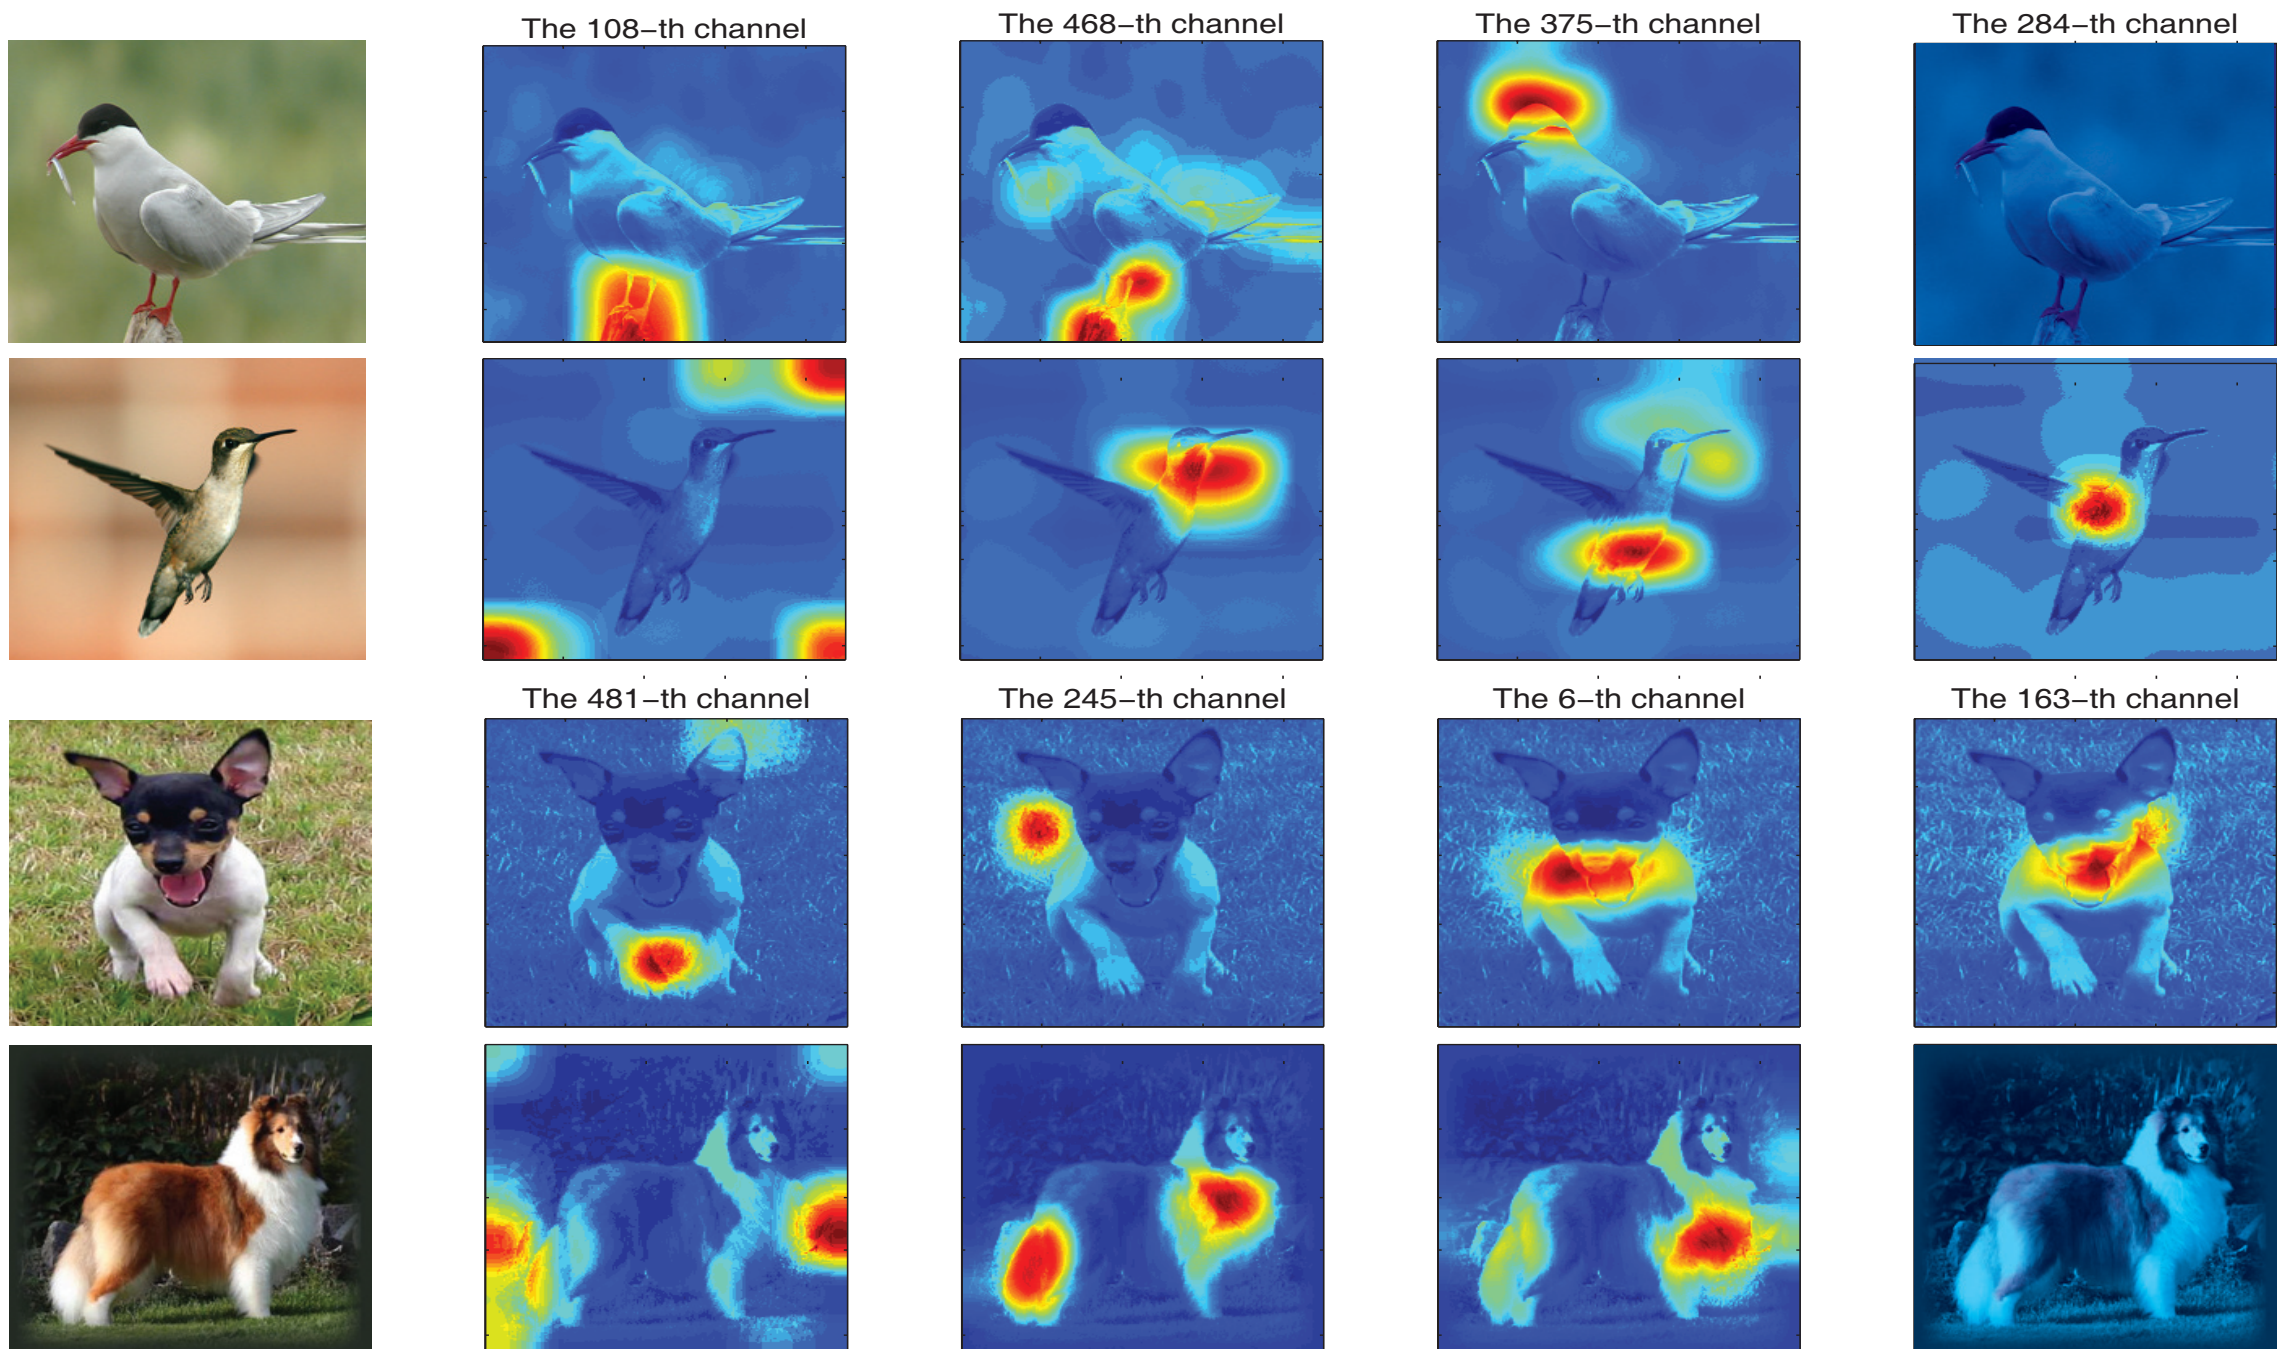 The 108−th channel
The 468−th channel
The 375−th channel
The 284−th channel
The 481−th channel
The 245−th channel
The 6−th channel
The 163−th channel